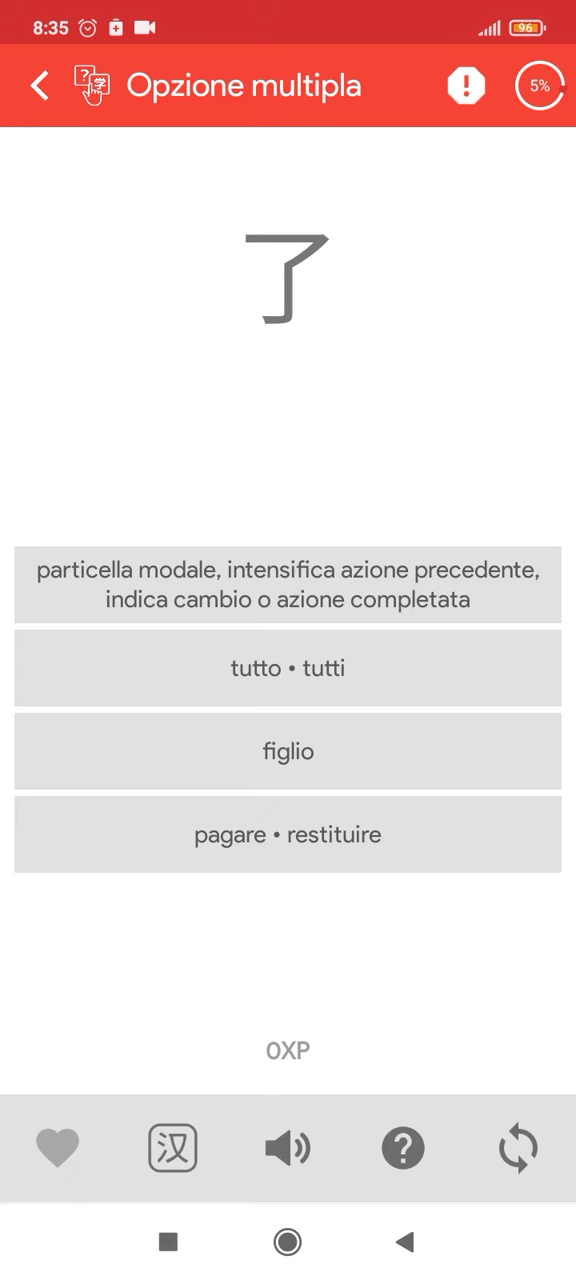 8:35
96
Opzione multipla
5%
了
particella modale, intensifica azione precedente,
indica cambio o azione completata
tutto • tutti
figlio
pagare • restituire
0XP
汉